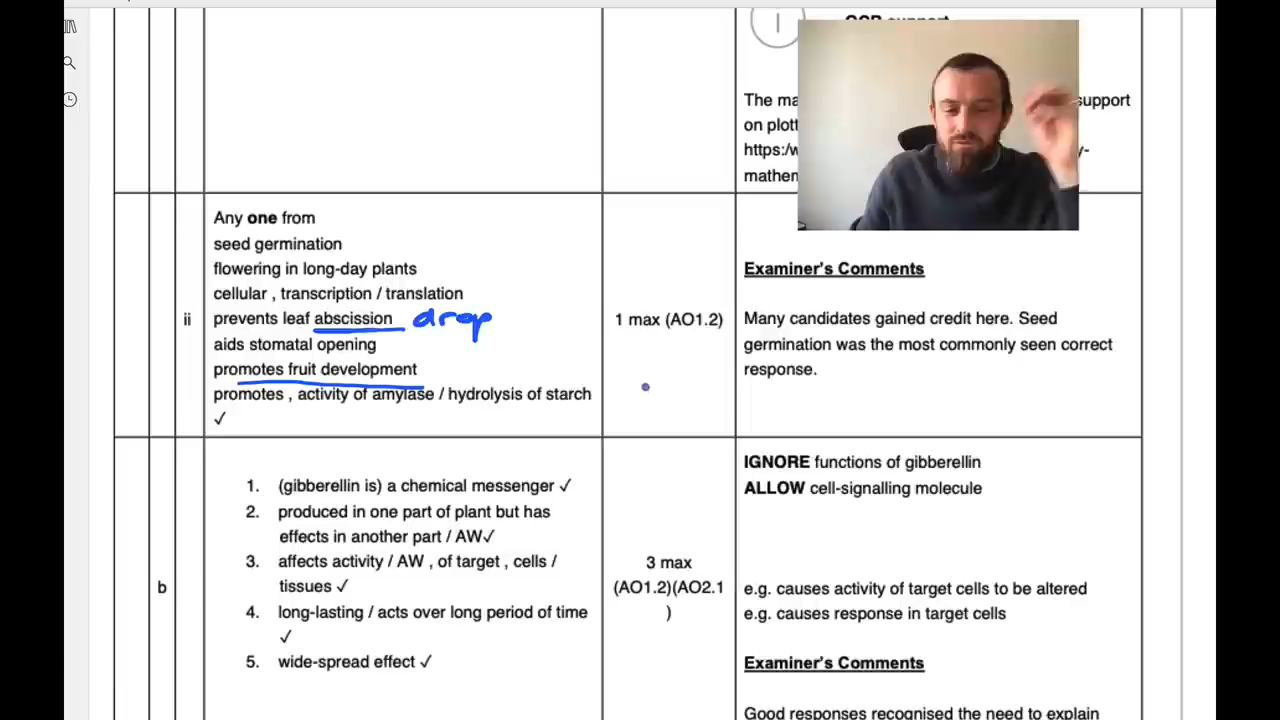 OCR support
The ma
support
on plott
https:/w
y-
mathen
ii
Any one from
seed germination
flowering in long-day plants
cellular , transcription / translation
prevents leaf abscission drop
aids stomatal opening
promotes fruit development
promotes , activity of amylase / hydrolysis of starch
✓
1 max (AO1.2)
Examiner's Comments
Many candidates gained credit here. Seed
germination was the most commonly seen correct
response.
b
1. (gibberellin is) a chemical messenger ✓
2. produced in one part of plant but has
effects in another part / AW✓
3. affects activity / AW , of target , cells /
tissues ✓
4. long-lasting / acts over long period of time
✓
5. wide-spread effect ✓
3 max
(AO1.2)(AO2.1
)
IGNORE functions of gibberellin
ALLOW cell-signalling molecule
e.g. causes activity of target cells to be altered
e.g. causes response in target cells
Examiner's Comments
Good responses recognised the need to explain